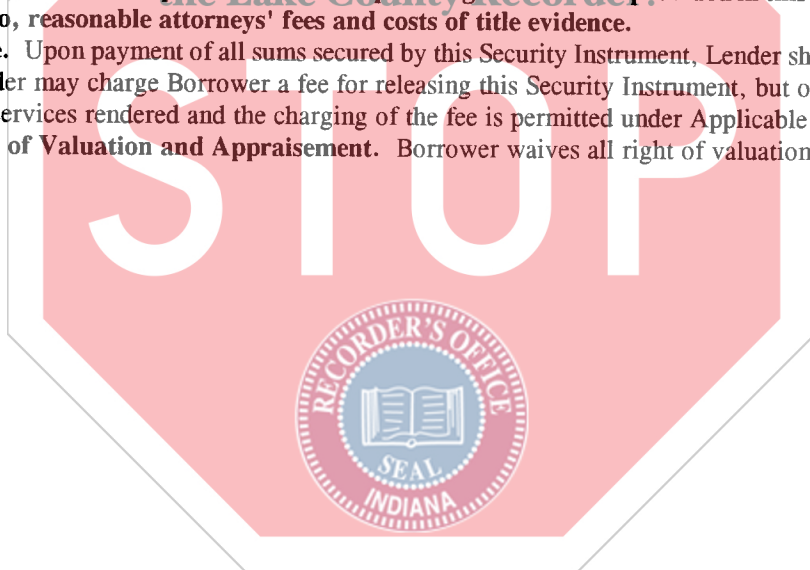 the Lake County Recorder!
o, reasonable attorneys' fees and costs of title evidence.
e. Upon payment of all sums secured by this Security Instrument, Lender sh
der may charge Borrower a fee for releasing this Security Instrument, but o
ervices rendered and the charging of the fee is permitted under Applicable
of Valuation and Appraisement. Borrower waives all right of valuation
STOP
RECORDER'S OFFICE
SEAL
INDIANA